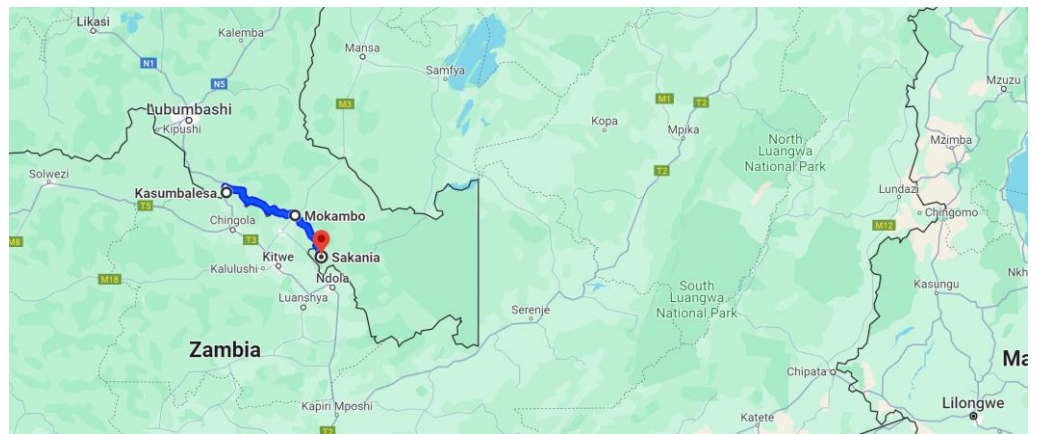 Likasi
Kalemba
Mansa
N1
Samfya
N5
Mzuzu
M3
M1
T2
Lubumbashi
Kipushi
Kopa
Mpika
North
Luangwa
National Park
Mzimba
Solwezi
T2
Kasumbalesa
Lundazi
T5
Mokambo
Chingomo
Chingola
M12
M8
T3
Kitwe
Sakania
Kalulushi
Nkh
M18
Ndola
South
Luangwa
National Park
Kasungu
Luanshya
Serenje
Zambia
Ma
Chipata
Kapiri Mposhi
Lilongwe
Katete
T2